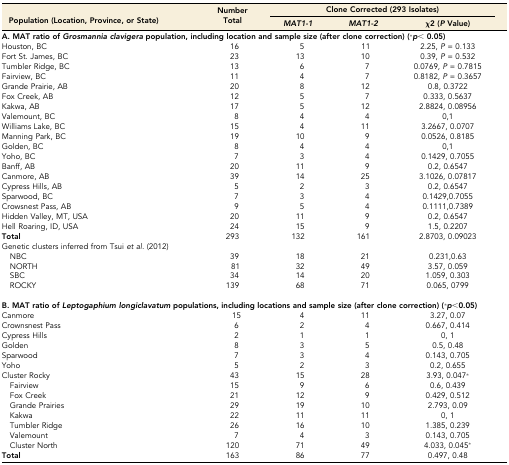 Population (Location, Province, or State) Number Total Clone Corrected (293 Isolates)
MAT1-1 MAT1-2 χ2 (P Value)
A. MAT ratio of Grosmannia clavigera population, including location and sample size (after clone correction) (*p< 0.05)
Houston, BC 16 5 11 2.25, P = 0.133
Fort St. James, BC 23 13 10 0.39, P = 0.532
Tumbler Ridge, BC 13 6 7 0.0769, P = 0.7815
Fairview, BC 11 4 7 0.8182, P = 0.3657
Grande Prairie, AB 20 8 12 0.8, 0.3722
Fox Creek, AB 12 5 7 0.333, 0.5637
Kakwa, AB 17 5 12 2.8824, 0.08956
Valemount, BC 8 4 4 0,1
Williams Lake, BC 15 4 11 3.2667, 0.0707
Manning Park, BC 19 10 9 0.0526, 0.8185
Golden, BC 8 4 4 0,1
Yoho, BC 7 3 4 0.1429, 0.7055
Banff, AB 20 11 9 0.2, 0.6547
Canmore, AB 39 14 25 3.1026, 0.07817
Cypress Hills, AB 5 2 3 0.2, 0.6547
Sparwood, BC 7 3 4 0.1429,0.7055
Crowsnest Pass, AB 9 5 4 0.1111,0.7389
Hidden Valley, MT, USA 20 11 9 0.2, 0.6547
Hell Roaring, ID, USA 24 15 9 1.5, 0.2207
Total 293 132 161 2.8703, 0.09023
Genetic clusters inferred from Tsui et al. (2012)
NBC 39 18 21 0.231,0.63
NORTH 81 32 49 3.57, 0.059
SBC 34 14 20 1.059, 0.303
ROCKY 139 68 71 0.065, 0799
B. MAT ratio of Leptogaphium longiclavatum populations, including locations and sample size (after clone correction) (*p<0.05)
Canmore 15 4 11 3.27, 0.07
Crownsnest Pass 6 2 4 0.667, 0.414
Cypress Hills 2 1 1 0, 1
Golden 8 3 5 0.5, 0.48
Sparwood 7 3 4 0.143, 0.705
Yoho 5 2 3 0.2, 0.655
Cluster Rocky 43 15 28 3.93, 0.047*
Fairview 15 9 6 0.6, 0.439
Fox Creek 21 12 9 0.429, 0.512
Grande Prairies 29 19 10 2.793, 0.09
Kakwa 22 11 11 0, 1
Tumbler Ridge 26 16 10 1.385, 0.239
Valemount 7 4 3 0.143, 0.705
Cluster North 120 71 49 4.033, 0.045*
Total 163 86 77 0.497, 0.48